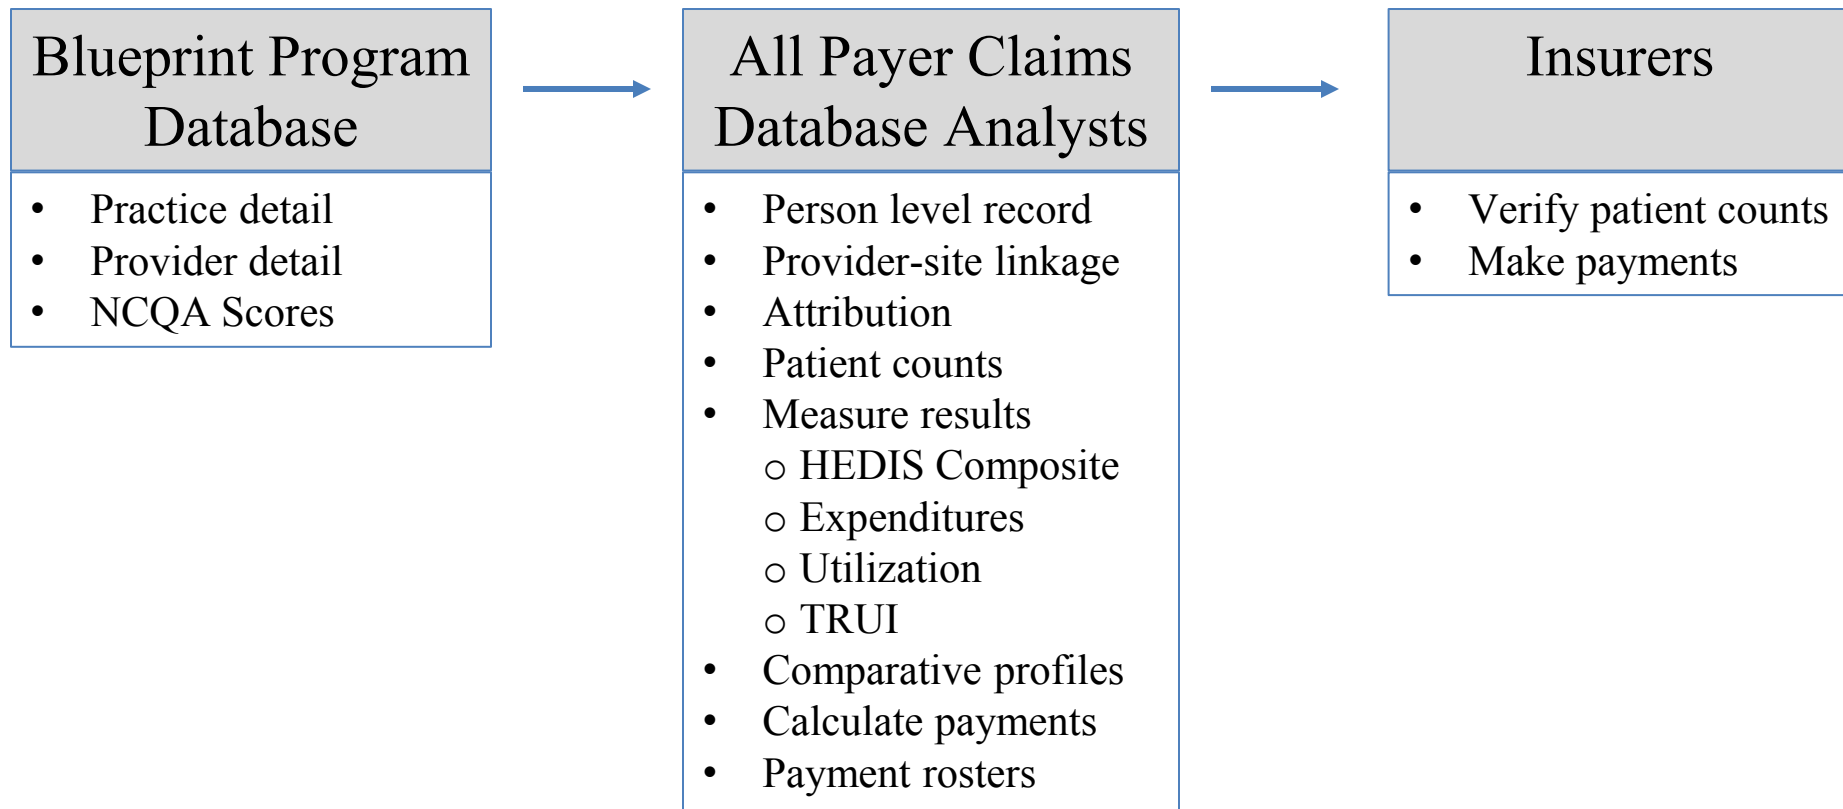 Blueprint Program
Database
• Practice detail
• Provider detail
• NCQA Scores
All Payer Claims
Database Analysts
• Person level record
• Provider-site linkage
• Attribution
• Patient counts
• Measure results
o HEDIS Composite
o Expenditures
o Utilization
o TRUI
• Comparative profiles
• Calculate payments
• Payment rosters
Insurers
• Verify patient counts
• Make payments